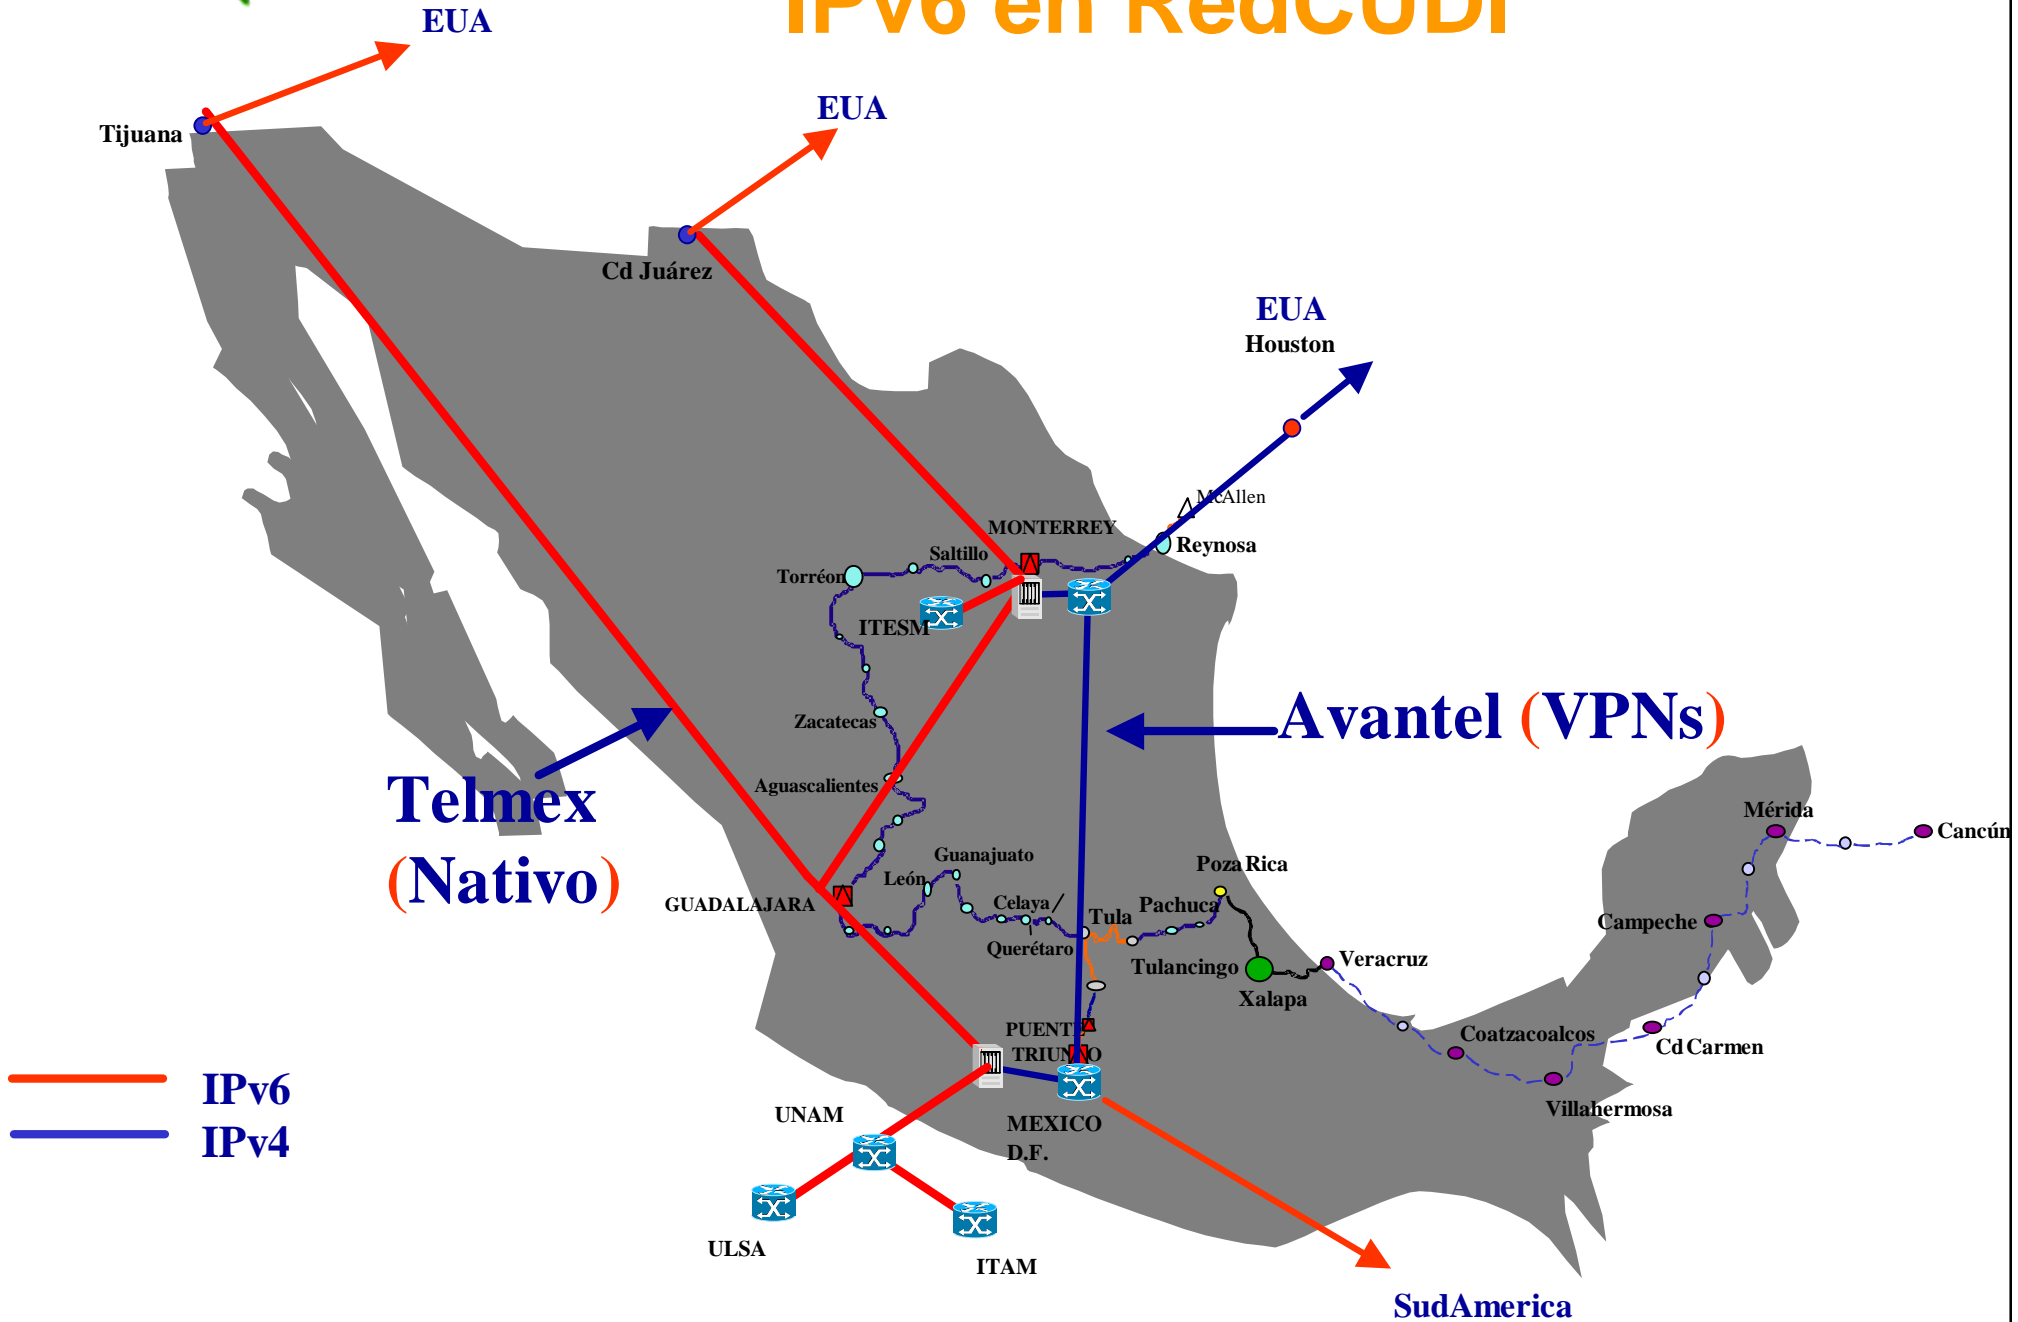 IPv6 en RedCUDI
EUA
EUA
Tijuana
Cd Juárez
EUA
Houston
McAllen
MONTERREY
Reynosa
Saltillo
Torréon
ITESM
Zacatecas
Avantel (VPNs)
Aguascalientes
Telmex
(Nativo)
Mérida
Cancún
Guanajuato
Poza Rica
León
GUADALAJARA
Celaya/
Tula
Pachuca
Campeche
Querétaro
Tulancingo
Veracruz
Xalapa
PUENTE
TRIUNFO
Coatzacoalcos
Cd Carmen
IPv6
IPv4
UNAM
MEXICO
D.F.
Villahermosa
ULSA
ITAM
SudAmerica